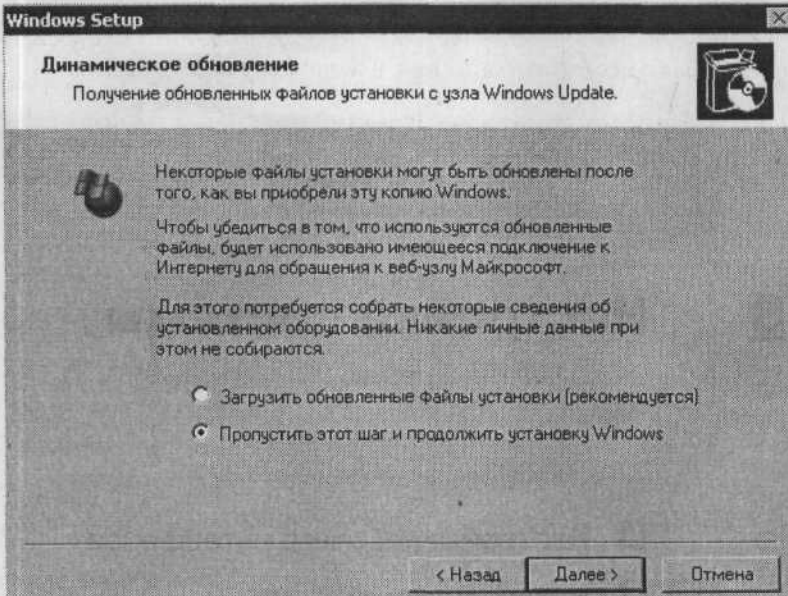 Windows Setup
Динамическое обновление
Получение обновленных файлов установки с узла Windows Update.
Некоторые файлы установки могут быть обновлены после
того, как вы приобрели эту копию Windows.
Чтобы убедиться в том, что используются обновленные
файлы, будет использовано имеющееся подключение к
Интернету для обращения к веб-узлу Майкрософт.
Для этого потребуется собрать некоторые сведения об
установленном оборудовании. Никакие личные данные при
этом не собираются.
Загрузить обновленные файлы установки (рекомендуется)
Пропустить этот шаг и продолжить установку Windows
< Назад
Далее >
Отмена